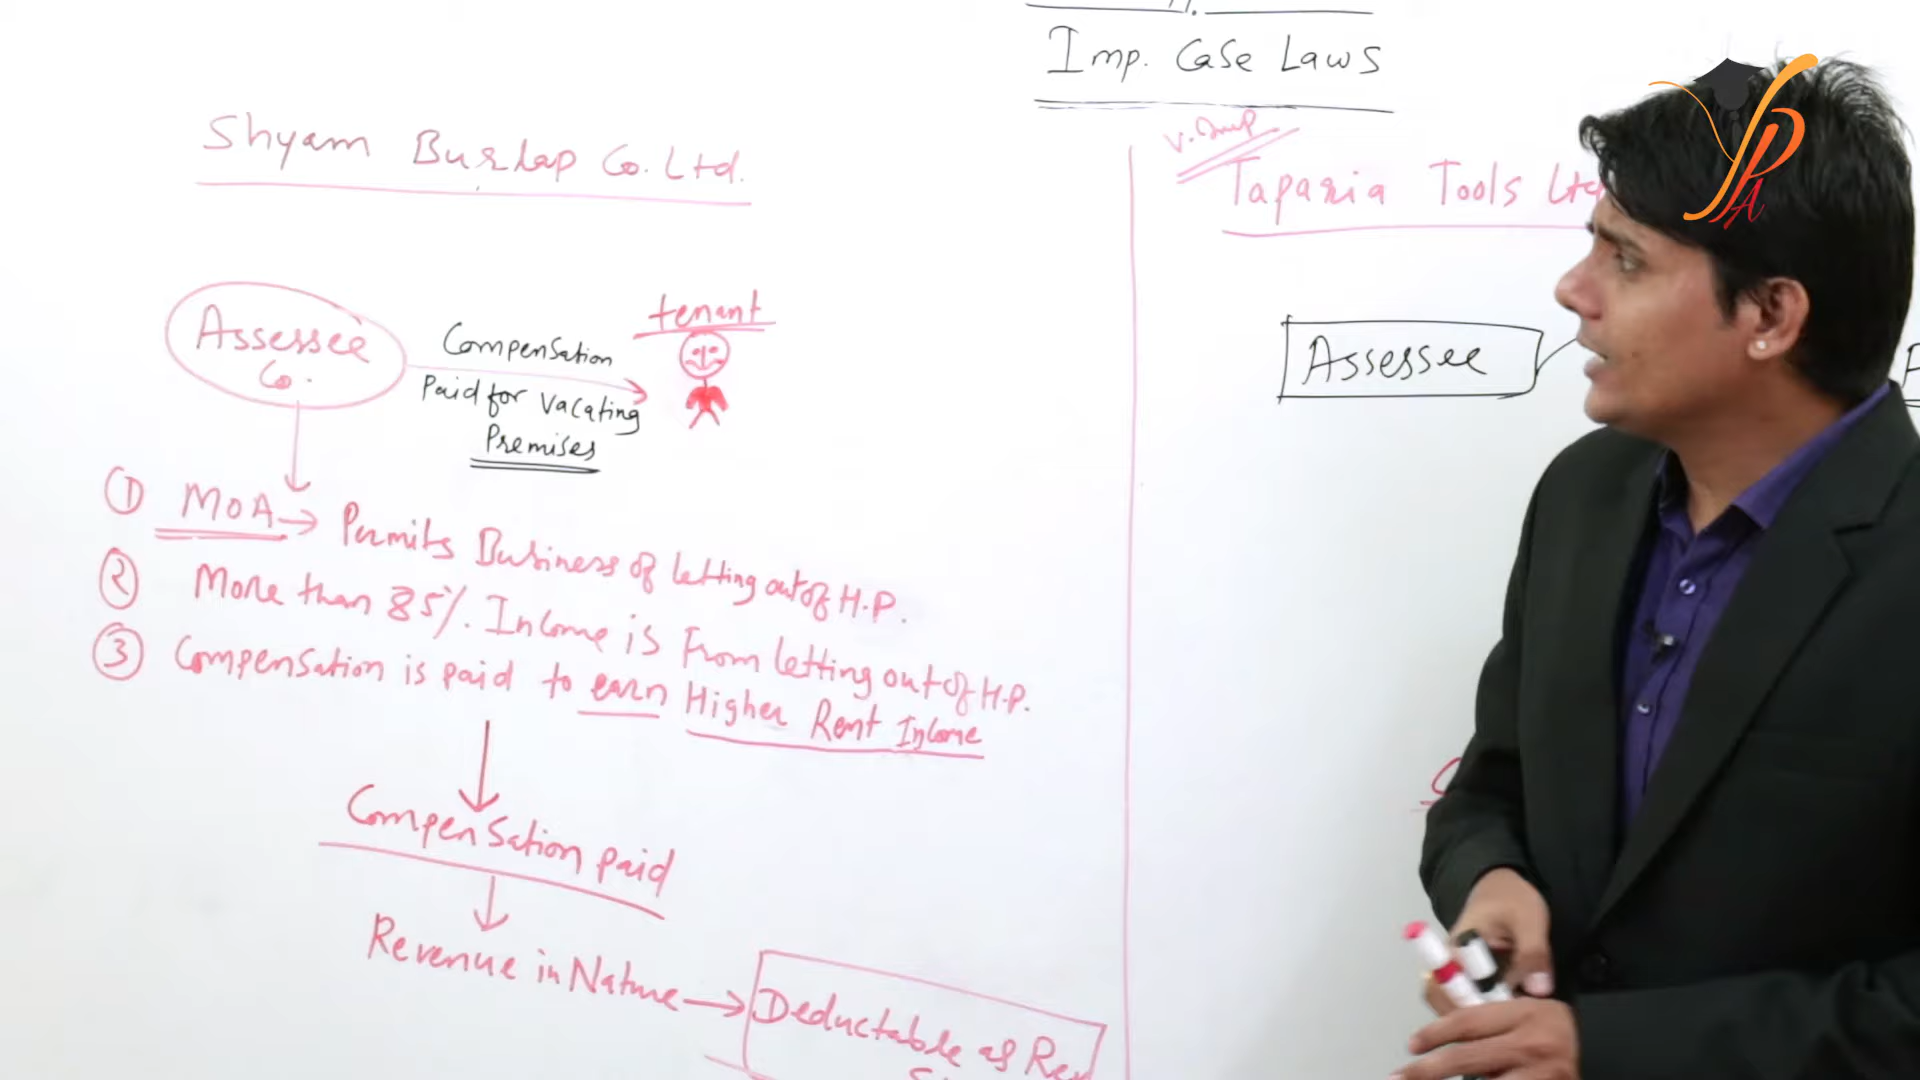 Imp. Case Laws
Shyam Burlap Co. Ltd.
Assessee
Co.
Compensation
Paid for vacating
Premises
tenant
① MOA → Permits Business of letting out of H.P.
② More than 85%. Income is From letting out of H.P.
③ Compensation is paid to earn Higher Rent Income
Compensation paid
Revenue in Nature → Deductable as
V. Imp
Taparia Tools Ltd
Assessee
YPA